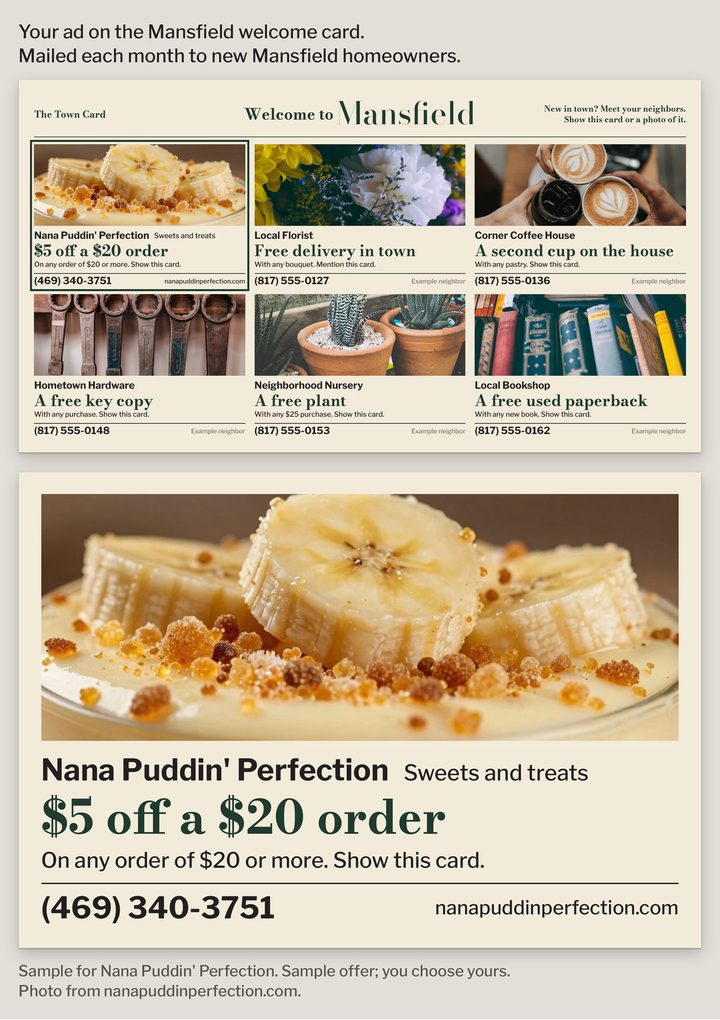 Your ad on the Mansfield welcome card.
Mailed each month to new Mansfield homeowners.
The Town Card
Welcome to Mansfield
New in town? Meet your neighbors.
Show this card or a photo of it.
Nana Puddin' Perfection Sweets and treats
$5 off a $20 order
On any order of $20 or more. Show this card.
(469) 340-3751 nanapuddinperfection.com
Local Florist
Free delivery in town
With any bouquet. Mention this card.
(817) 555-0127 Example neighbor
Corner Coffee House
A second cup on the house
With any pastry. Show this card.
(817) 555-0136 Example neighbor
Hometown Hardware
A free key copy
With any purchase. Show this card.
(817) 555-0148 Example neighbor
Neighborhood Nursery
A free plant
With any $25 purchase. Show this card.
(817) 555-0153 Example neighbor
Local Bookshop
A free used paperback
With any new book. Show this card.
(817) 555-0162 Example neighbor
Nana Puddin' Perfection Sweets and treats
$5 off a $20 order
On any order of $20 or more. Show this card.
(469) 340-3751 nanapuddinperfection.com
Sample for Nana Puddin' Perfection. Sample offer; you choose yours.
Photo from nanapuddinperfection.com.